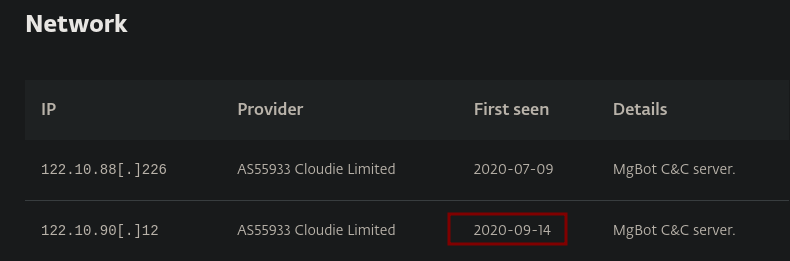 Network
IP Provider First seen Details
122.10.88[.]226 AS55933 Cloudie Limited 2020-07-09 MgBot C&C server.
122.10.90[.]12 AS55933 Cloudie Limited 2020-09-14 MgBot C&C server.